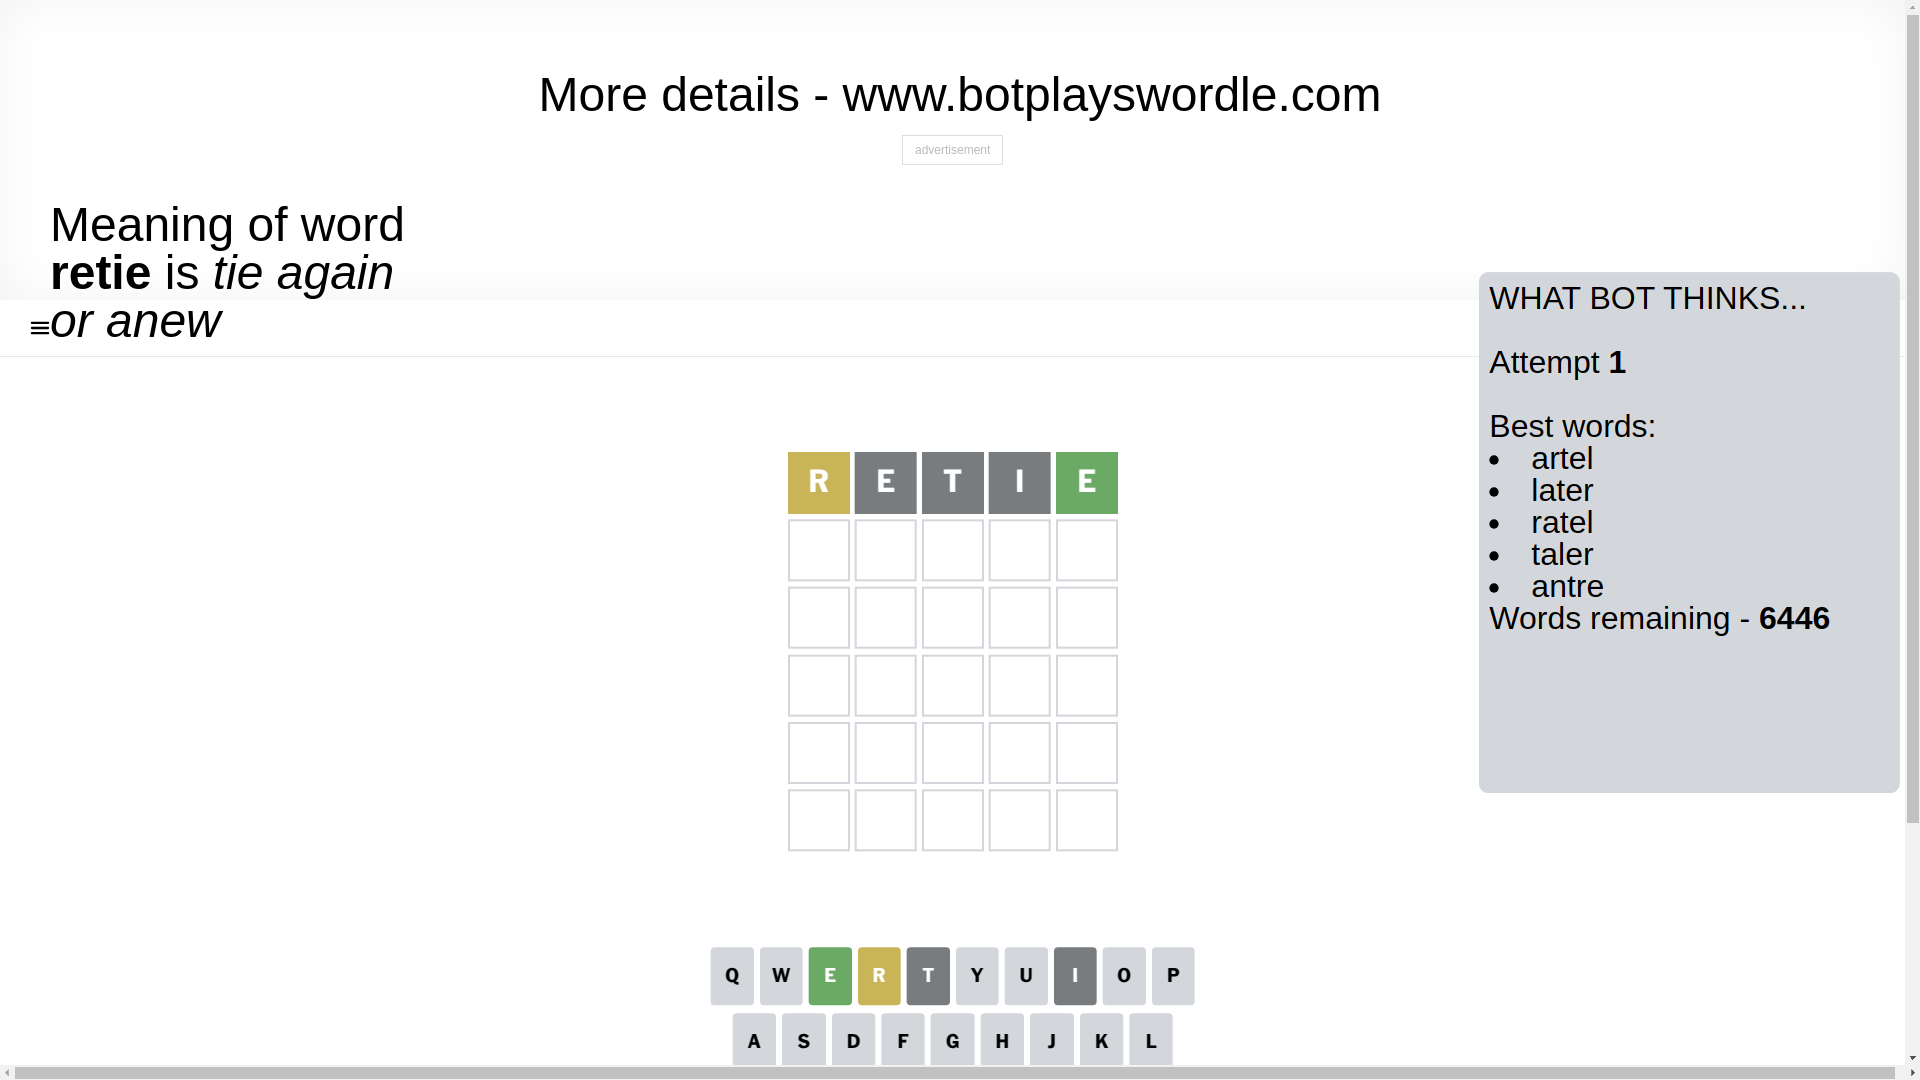 More details - www.botplayswordle.com
advertisement
Meaning of word
retie is tie again
or anew
WHAT BOT THINKS...
Attempt 1
Best words:
artel
later
ratel
taler
antre
Words remaining - 6446
R E T I E
Q W E R T Y U I O P
A S D F G H J K L